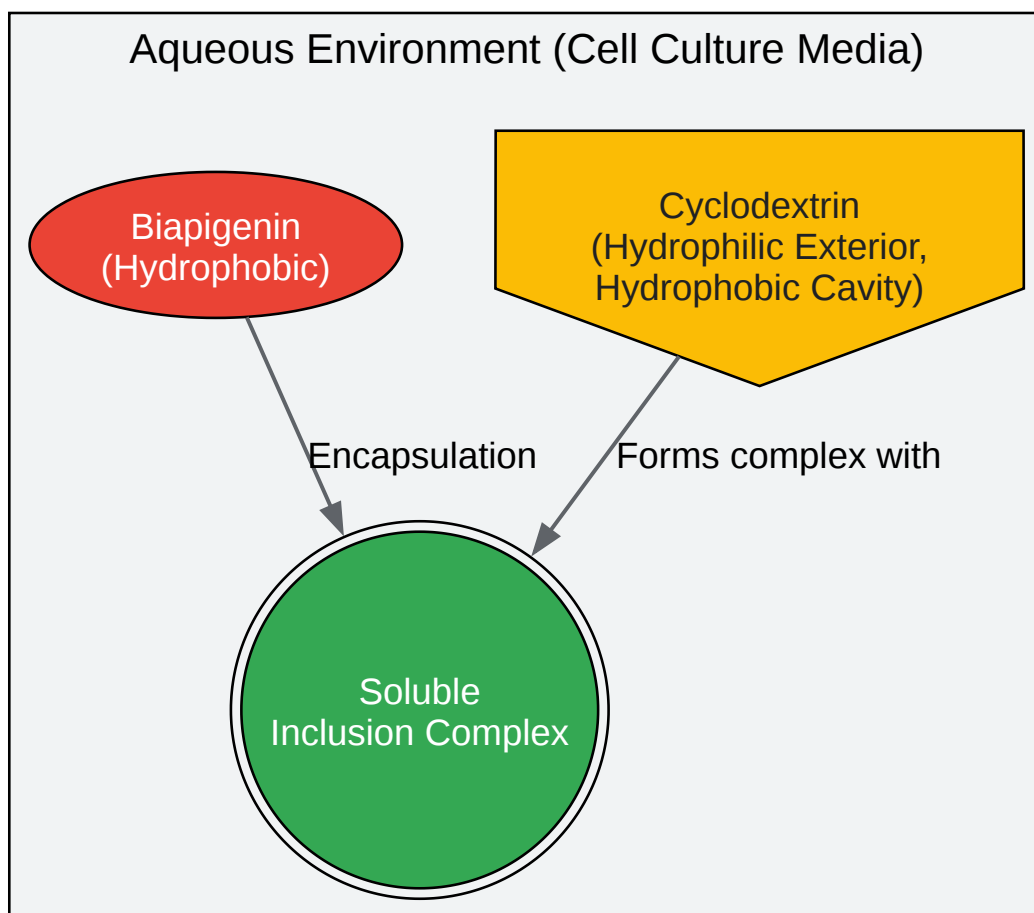 Aqueous Environment (Cell Culture Media)
Biapigenin
(Hydrophobic)
Cyclodextrin
(Hydrophilic Exterior,
Hydrophobic Cavity)
Encapsulation
Forms complex with
Soluble
Inclusion Complex